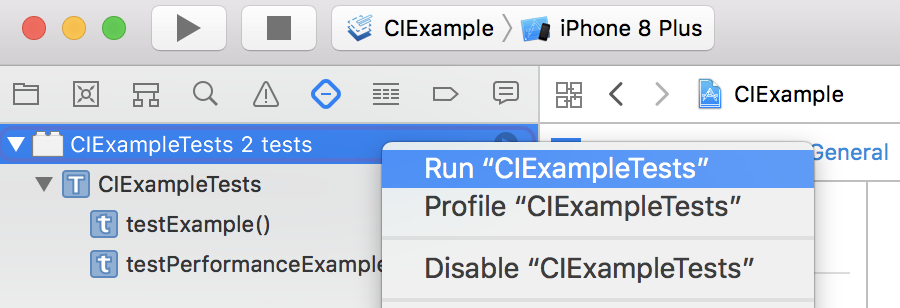 CIExample iPhone 8 Plus
CIExample
CIExampleTests 2 tests
General
Run “CIExampleTests”
CIExampleTests
Profile “CIExampleTests”
testExample()
testPerformanceExample
Disable “CIExampleTests”